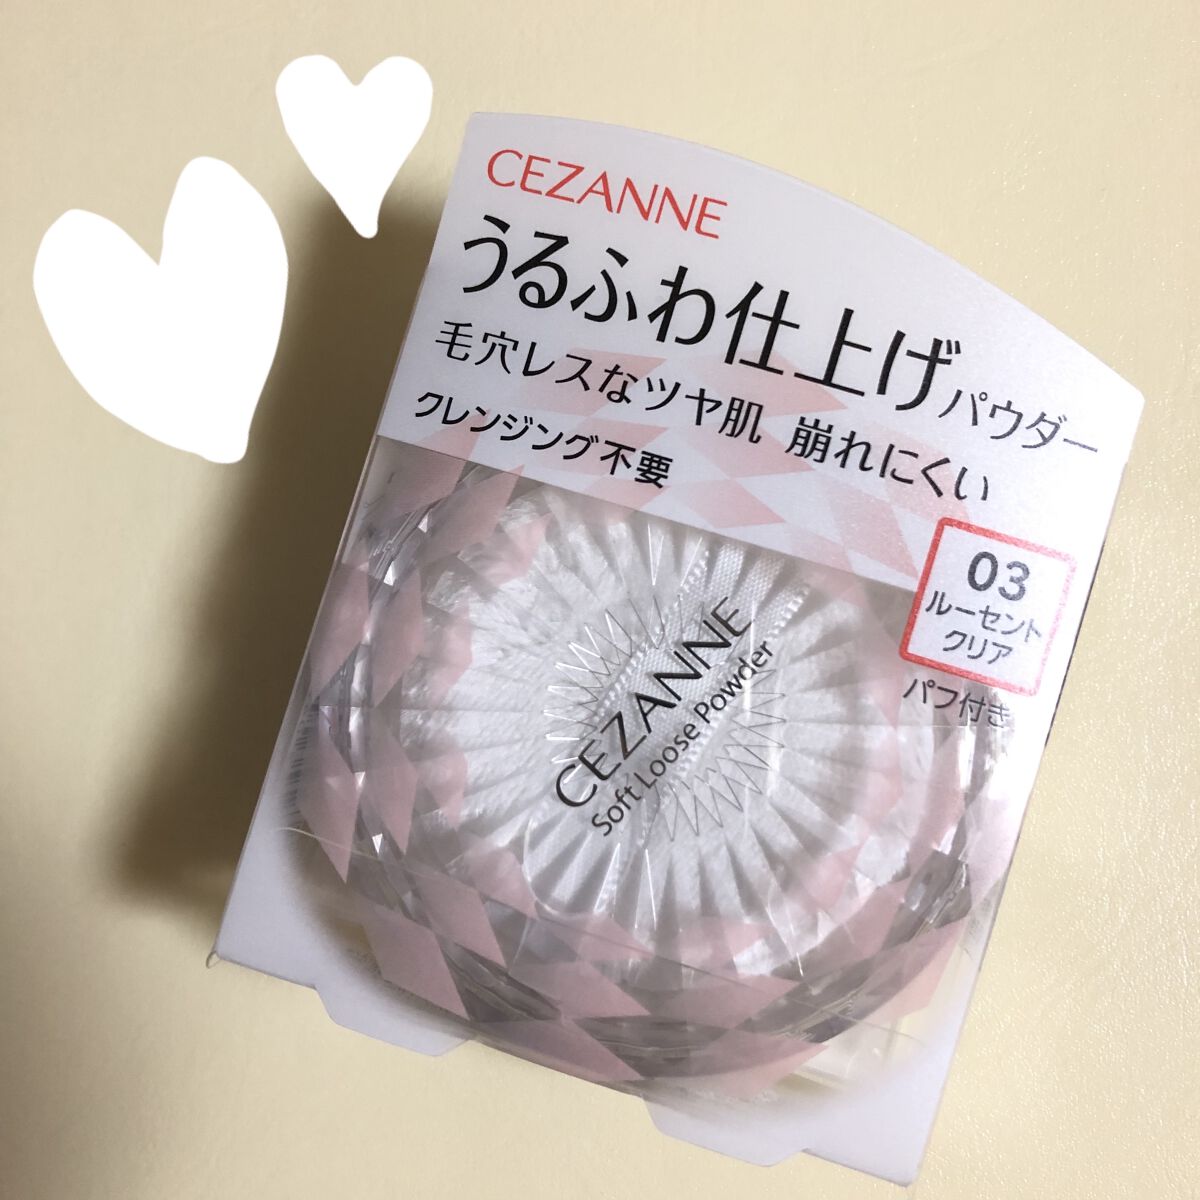 CEZANNE
うるふわ仕上げパウダー
毛穴レスなツヤ肌 崩れにくい
クレンジング不要
03
ルーセント
クリア
パフ付き
CEZANNE
Soft Loose Powder